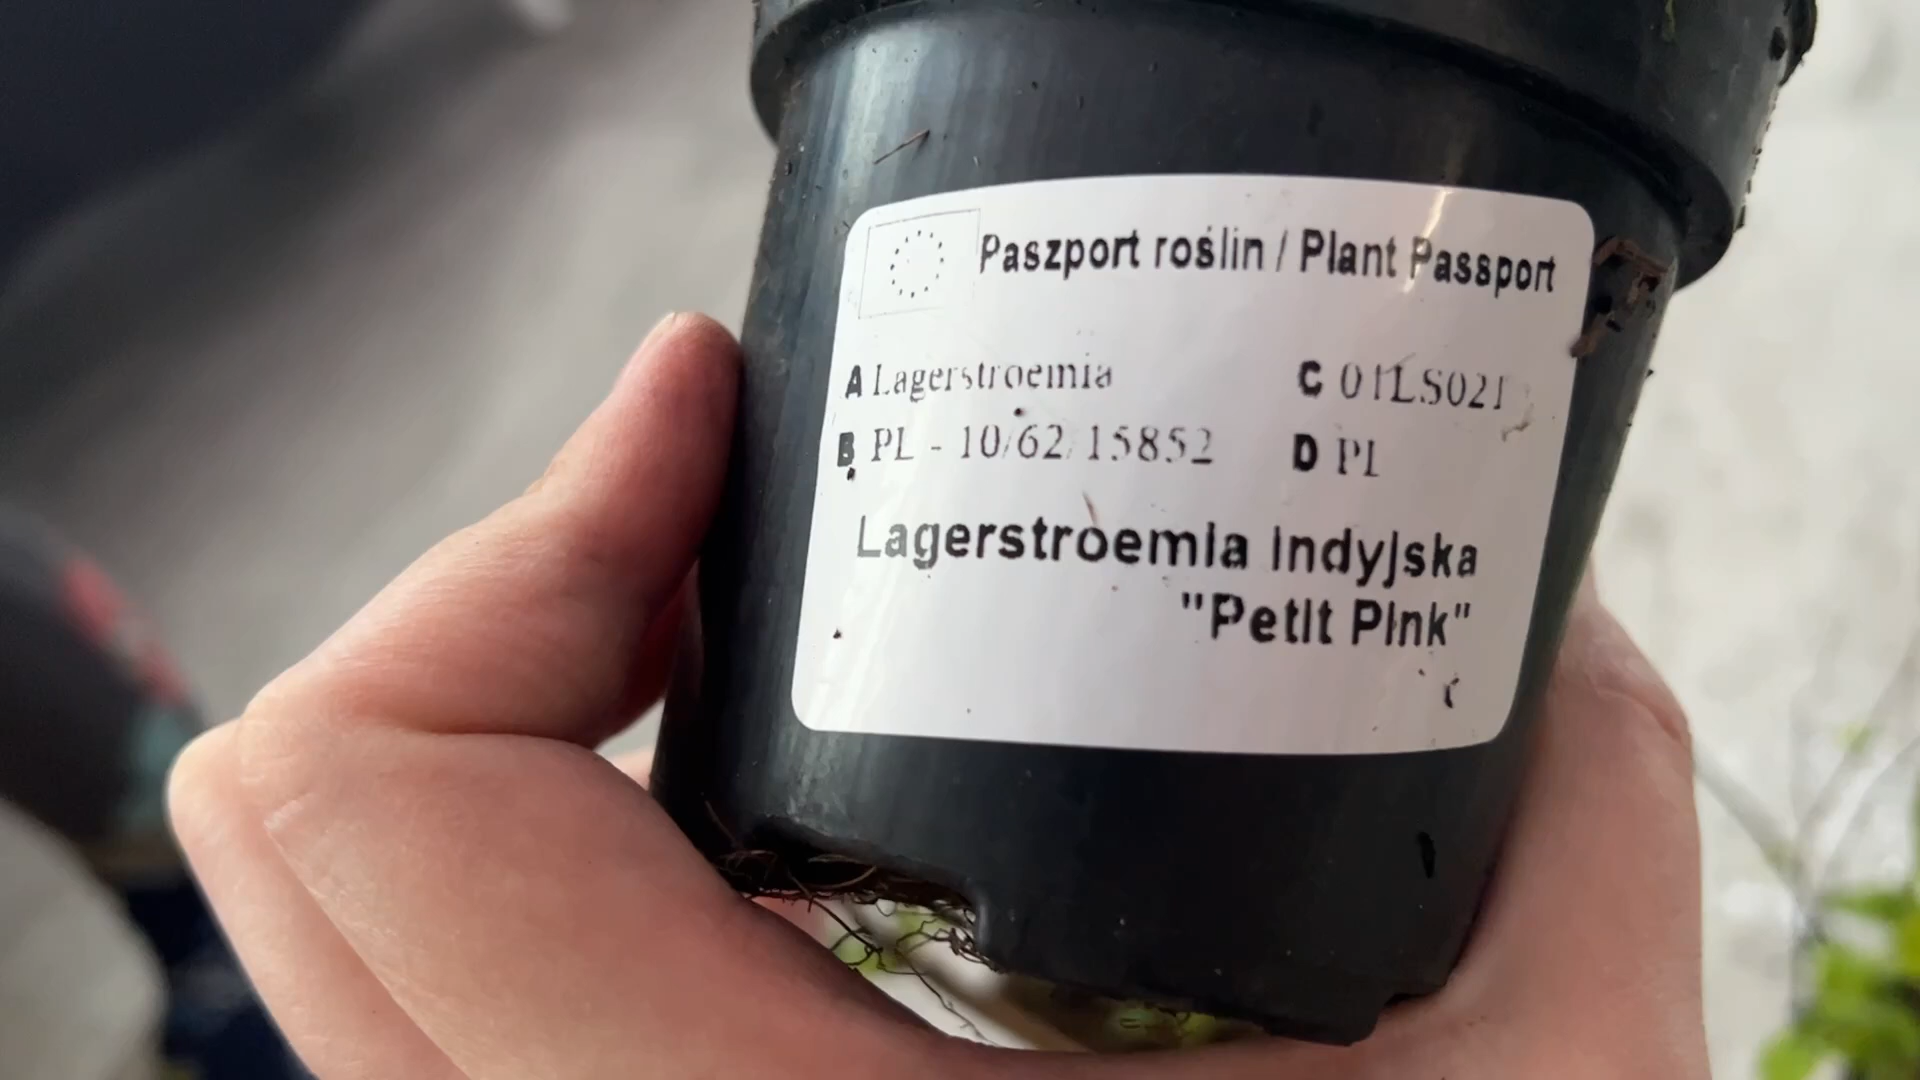 Paszport roślin / Plant Passport
A Lagerstroemia C 01LS021
B PL - 10/62/15852 D PL
Lagerstroemia indyjska
"Petit Pink"